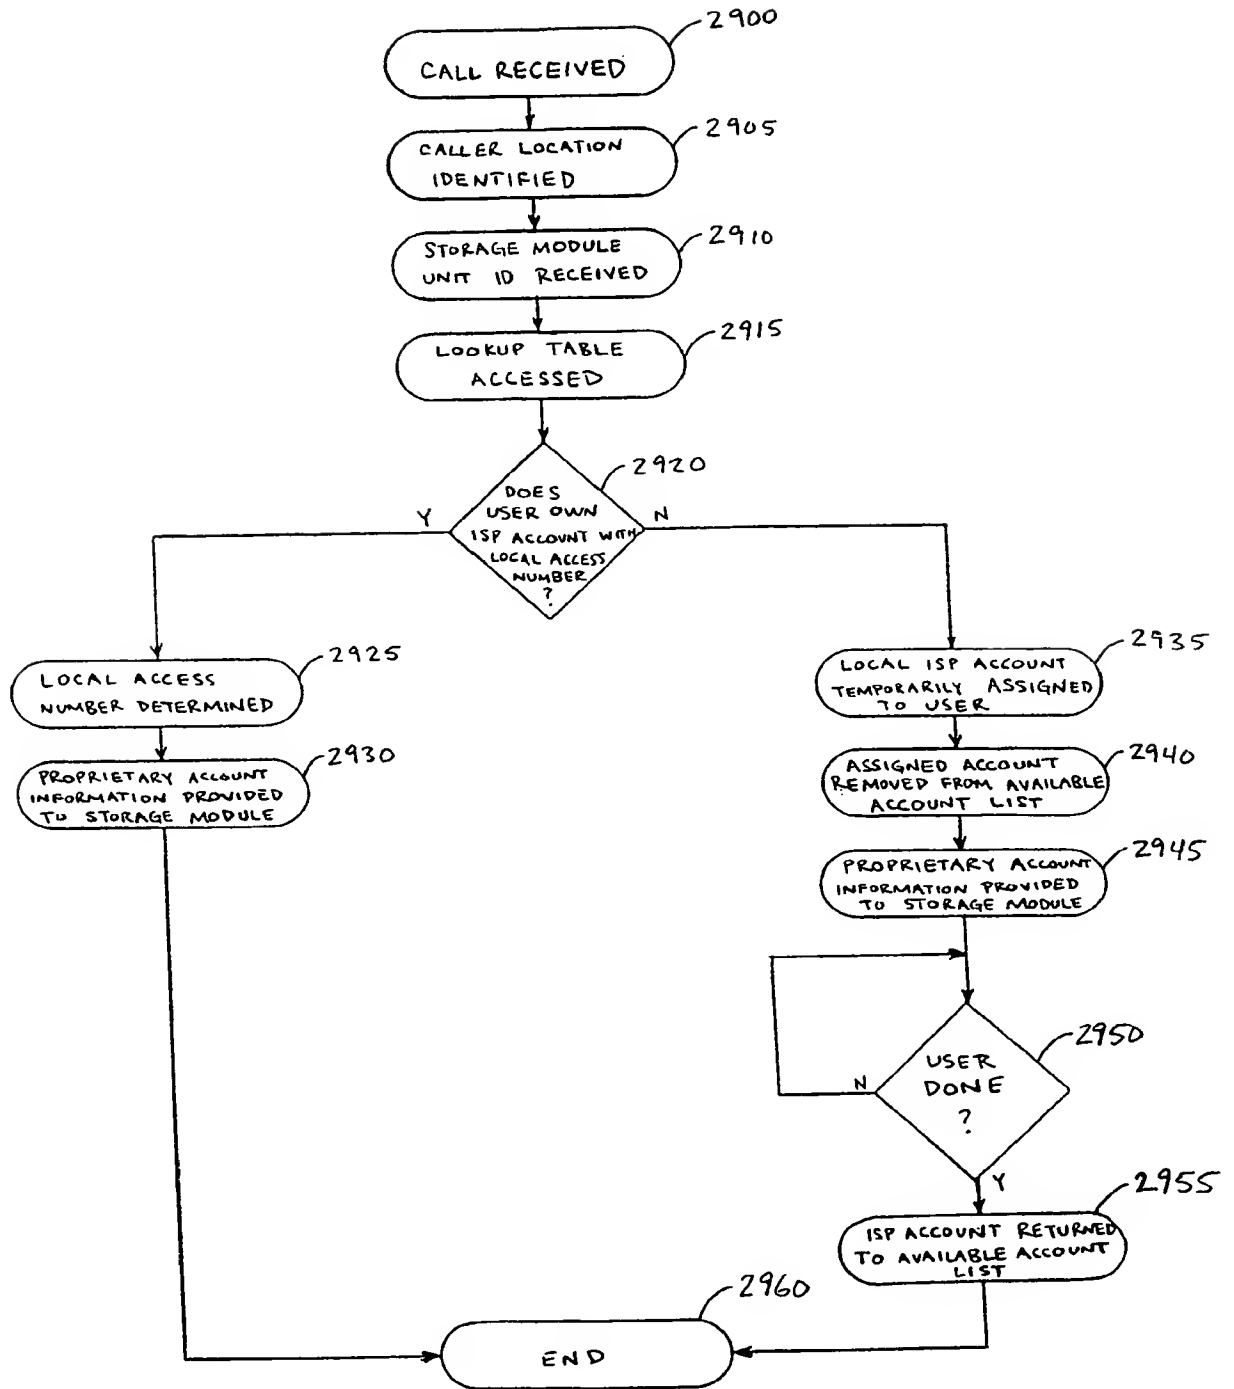 2900
CALL RECEIVED
2905
CALLER LOCATION
IDENTIFIED
2910
STORAGE MODULE
UNIT ID RECEIVED
2915
LOOKUP TABLE
ACCESSED
2920
DOES
USER OWN
ISP ACCOUNT WITH
LOCAL ACCESS
NUMBER
?
Y
N
2925
LOCAL ACCESS
NUMBER DETERMINED
2930
PROPRIETARY ACCOUNT
INFORMATION PROVIDED
TO STORAGE MODULE
2935
LOCAL ISP ACCOUNT
TEMPORARILY ASSIGNED
TO USER
2940
ASSIGNED ACCOUNT
REMOVED FROM AVAILABLE
ACCOUNT LIST
2945
PROPRIETARY ACCOUNT
INFORMATION PROVIDED
TO STORAGE MODULE
2950
USER
DONE
?
N
Y
2955
ISP ACCOUNT RETURNED
TO AVAILABLE ACCOUNT
LIST
2960
END